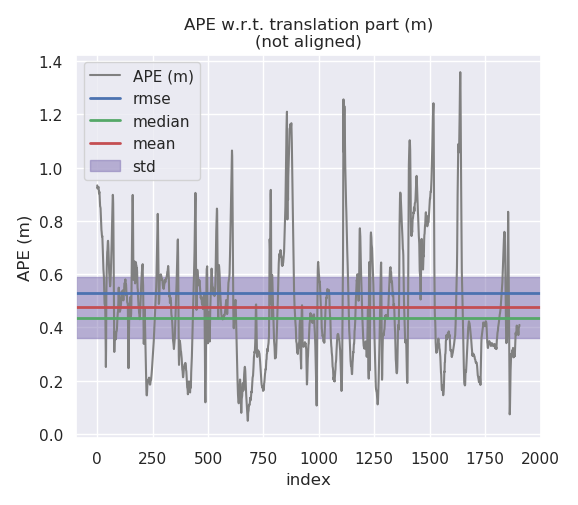 APE w.r.t. translation part (m)
(not aligned)
APE (m)
rmse
median
mean
std
APE (m)
1.4
1.2
1.0
0.8
0.6
0.4
0.2
0.0
0 250 500 750 1000 1250 1500 1750 2000
index